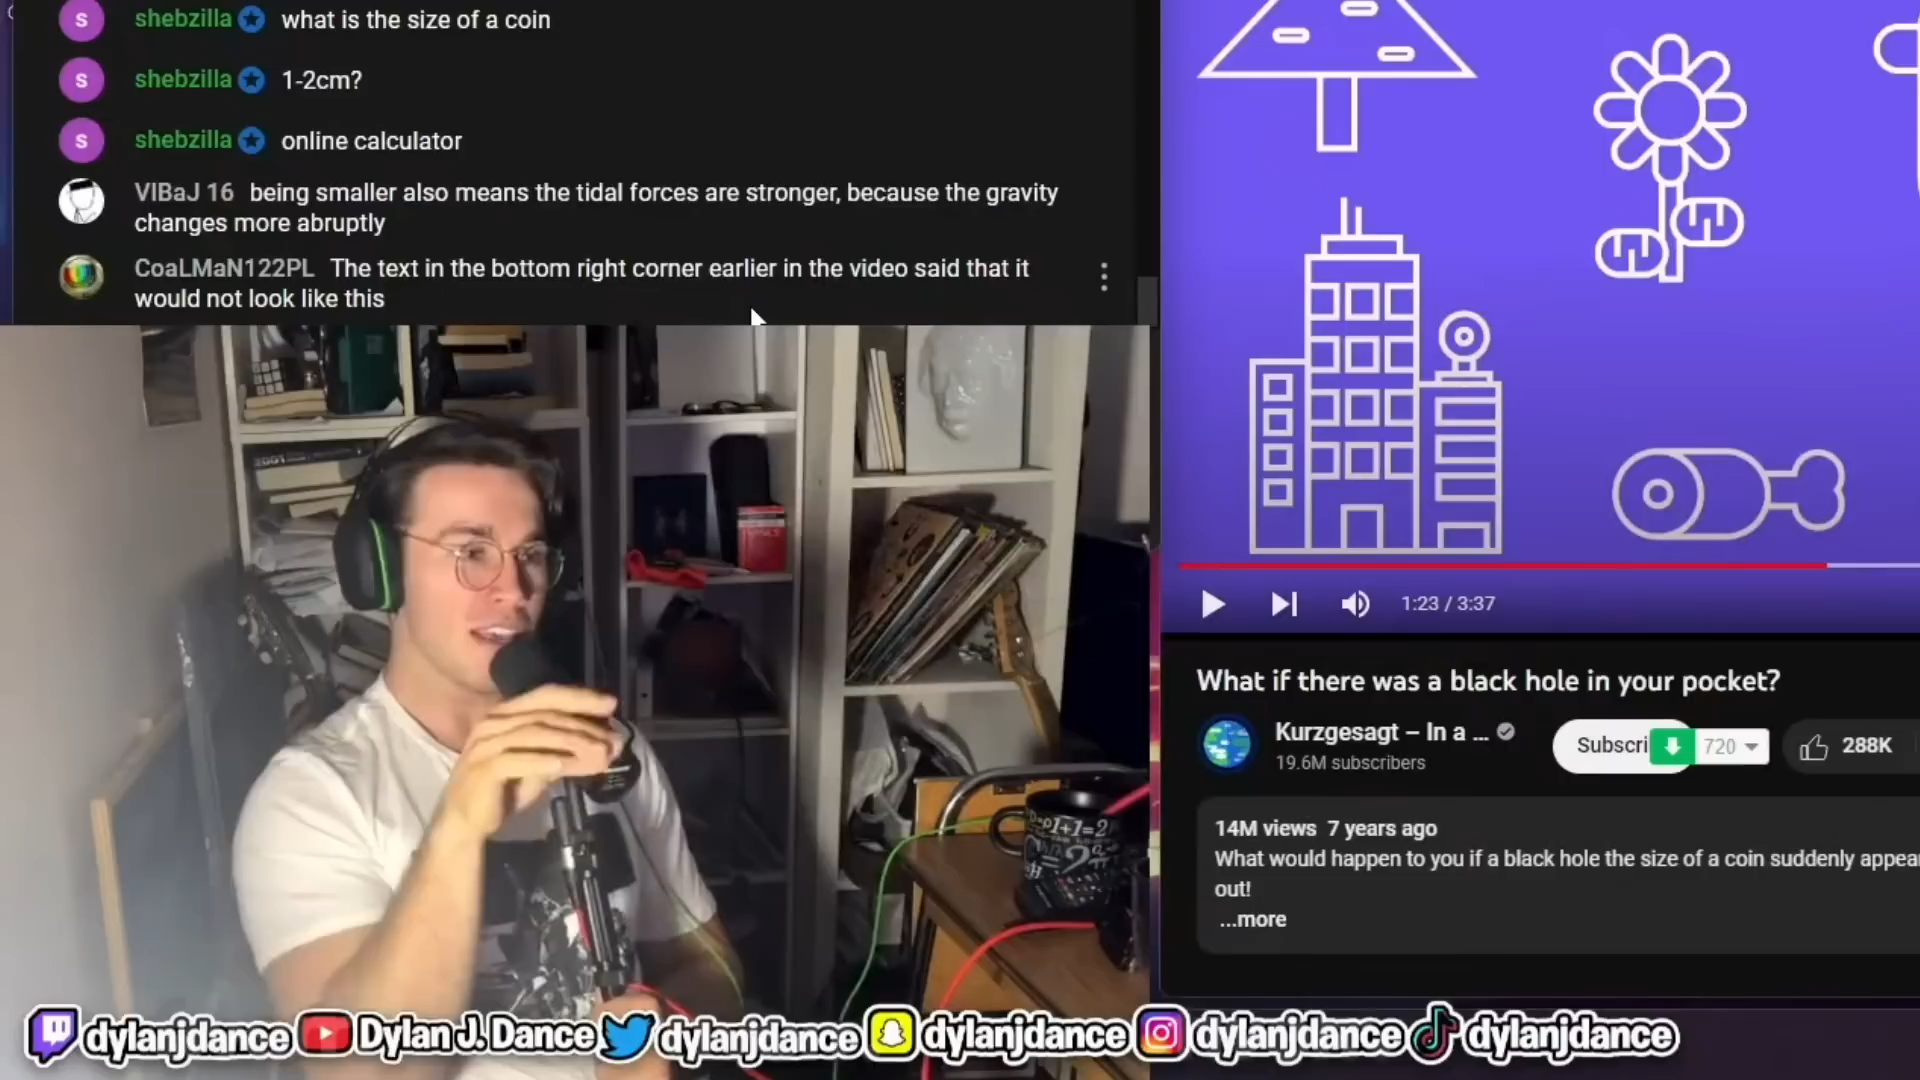 shebzilla what is the size of a coin
shebzilla 1-2cm?
shebzilla online calculator
VIBaJ 16 being smaller also means the tidal forces are stronger, because the gravity
changes more abruptly
CoaLMaN122PL The text in the bottom right corner earlier in the video said that it
would not look like this
1:23 / 3:37
What if there was a black hole in your pocket?
Kurzgesagt – In a ...
19.6M subscribers
Subscri
720
288K
14M views 7 years ago
What would happen to you if a black hole the size of a coin suddenly appear
out!
...more
dylanjdance Dylan J. Dance dylanjdance dylanjdance dylanjdance dylanjdance